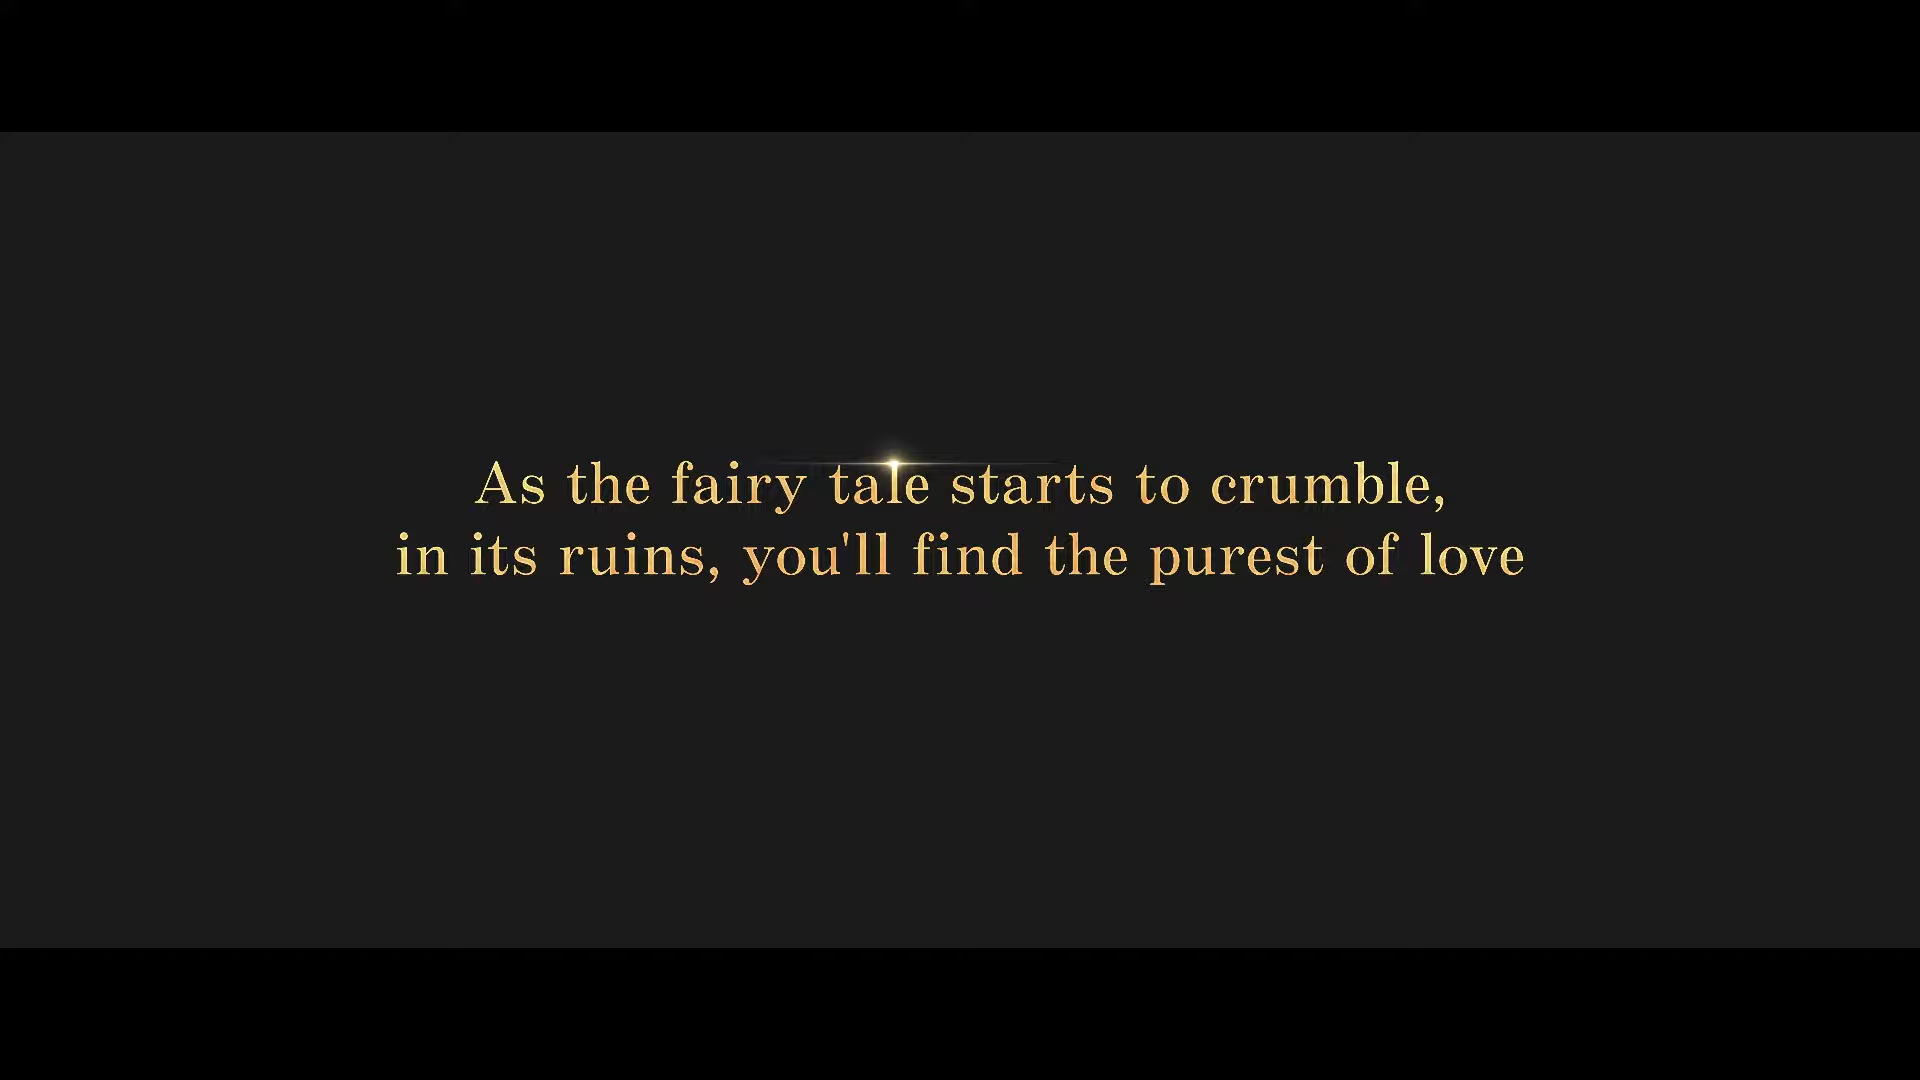 As the fairy tale starts to crumble,
in its ruins, you'll find the purest of love